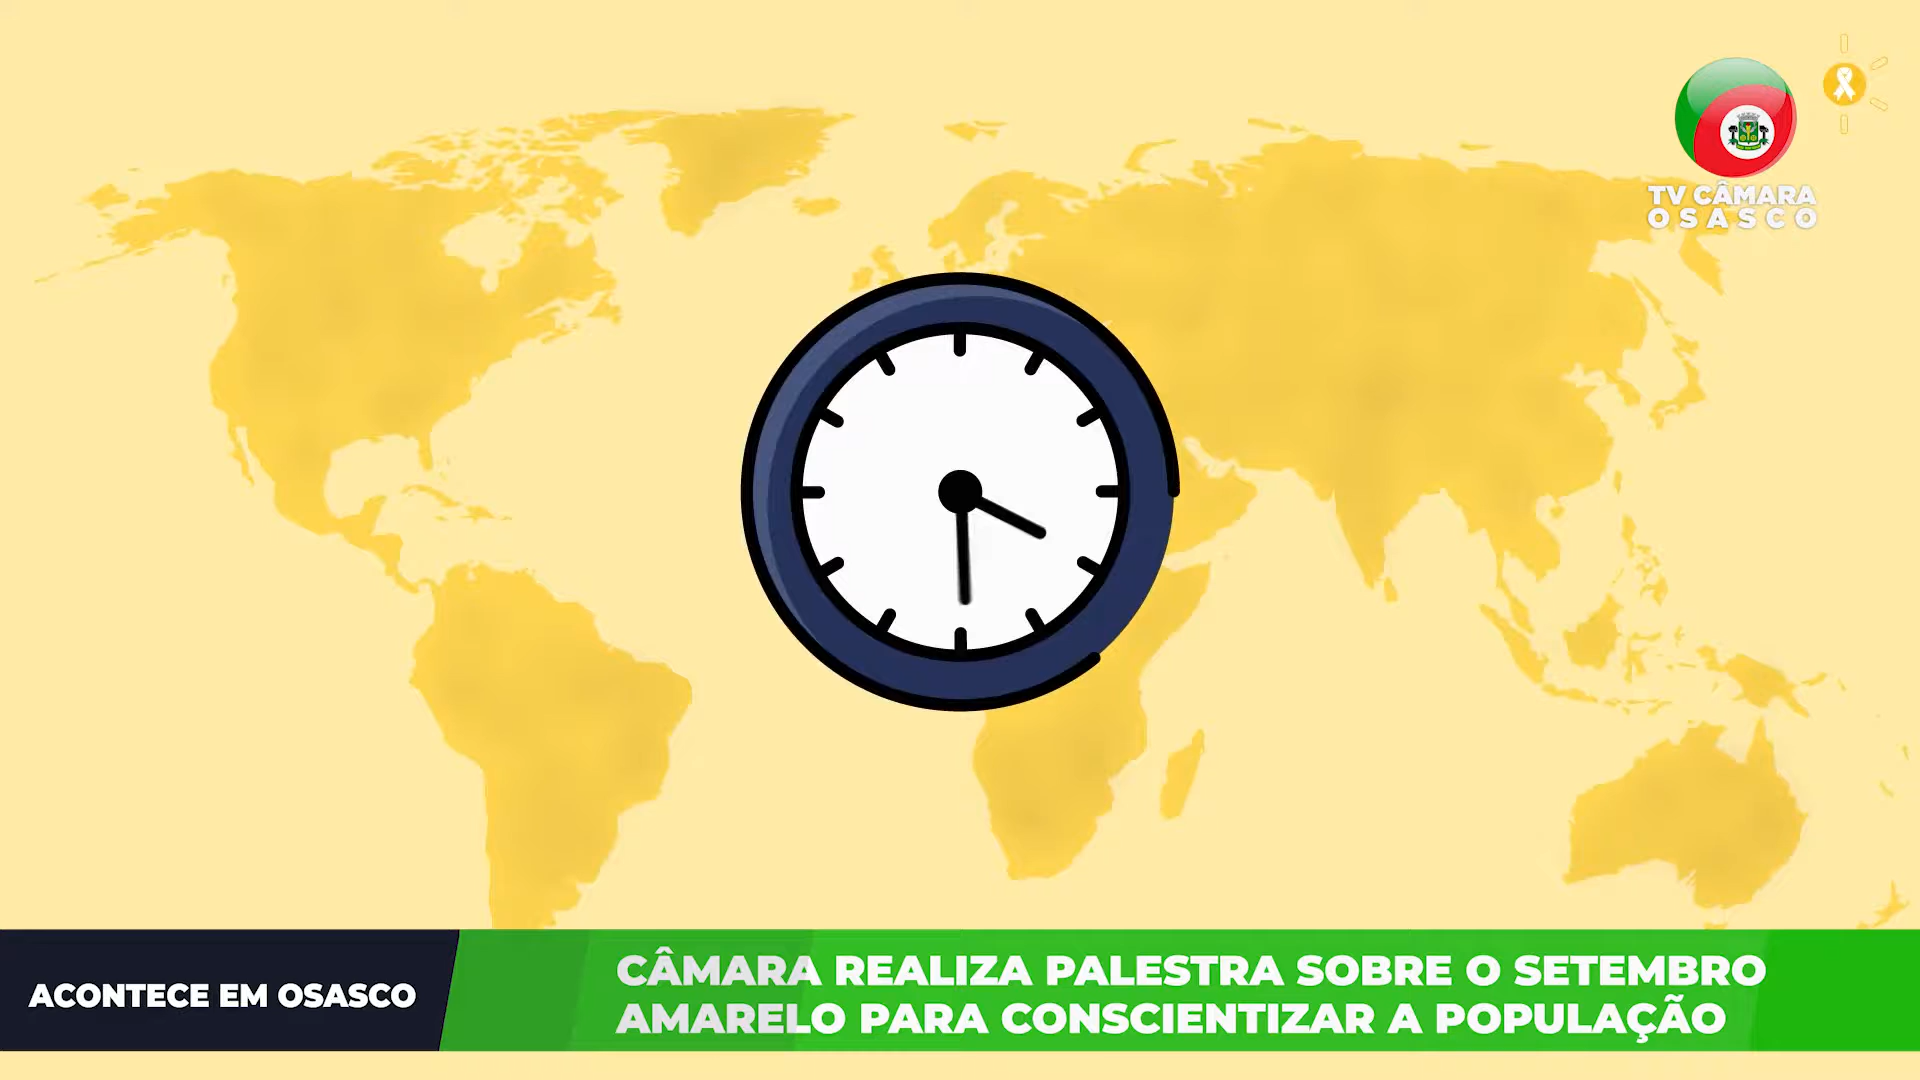 TV CÂMARA
OSASCO
ACONTECE EM OSASCO
CÂMARA REALIZA PALESTRA SOBRE O SETEMBRO
AMARELO PARA CONSCIENTIZAR A POPULAÇÃO